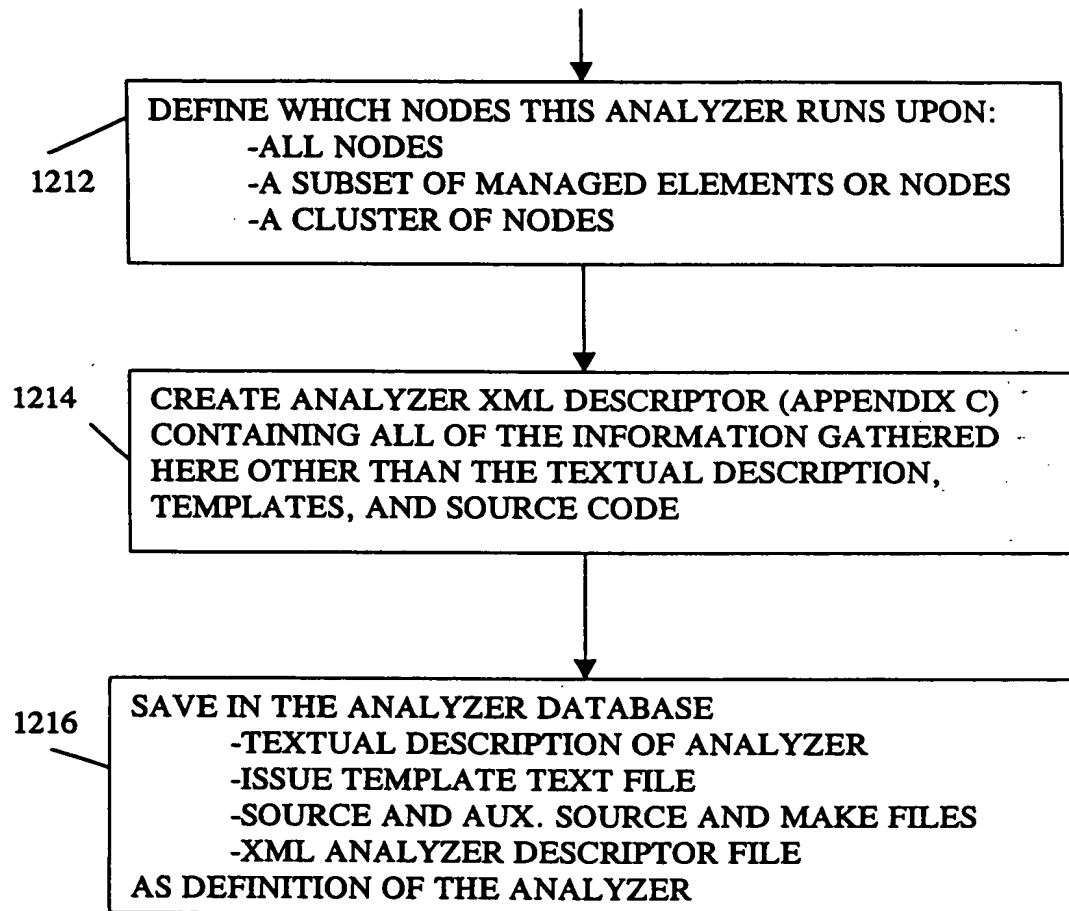 DEFINE WHICH NODES THIS ANALYZER RUNS UPON:
-ALL NODES
-A SUBSET OF MANAGED ELEMENTS OR NODES
-A CLUSTER OF NODES
1212
1214
CREATE ANALYZER XML DESCRIPTOR (APPENDIX C)
CONTAINING ALL OF THE INFORMATION GATHERED
HERE OTHER THAN THE TEXTUAL DESCRIPTION,
TEMPLATES, AND SOURCE CODE
1216
SAVE IN THE ANALYZER DATABASE
-TEXTUAL DESCRIPTION OF ANALYZER
-ISSUE TEMPLATE TEXT FILE
-SOURCE AND AUX. SOURCE AND MAKE FILES
-XML ANALYZER DESCRIPTOR FILE
AS DEFINITION OF THE ANALYZER